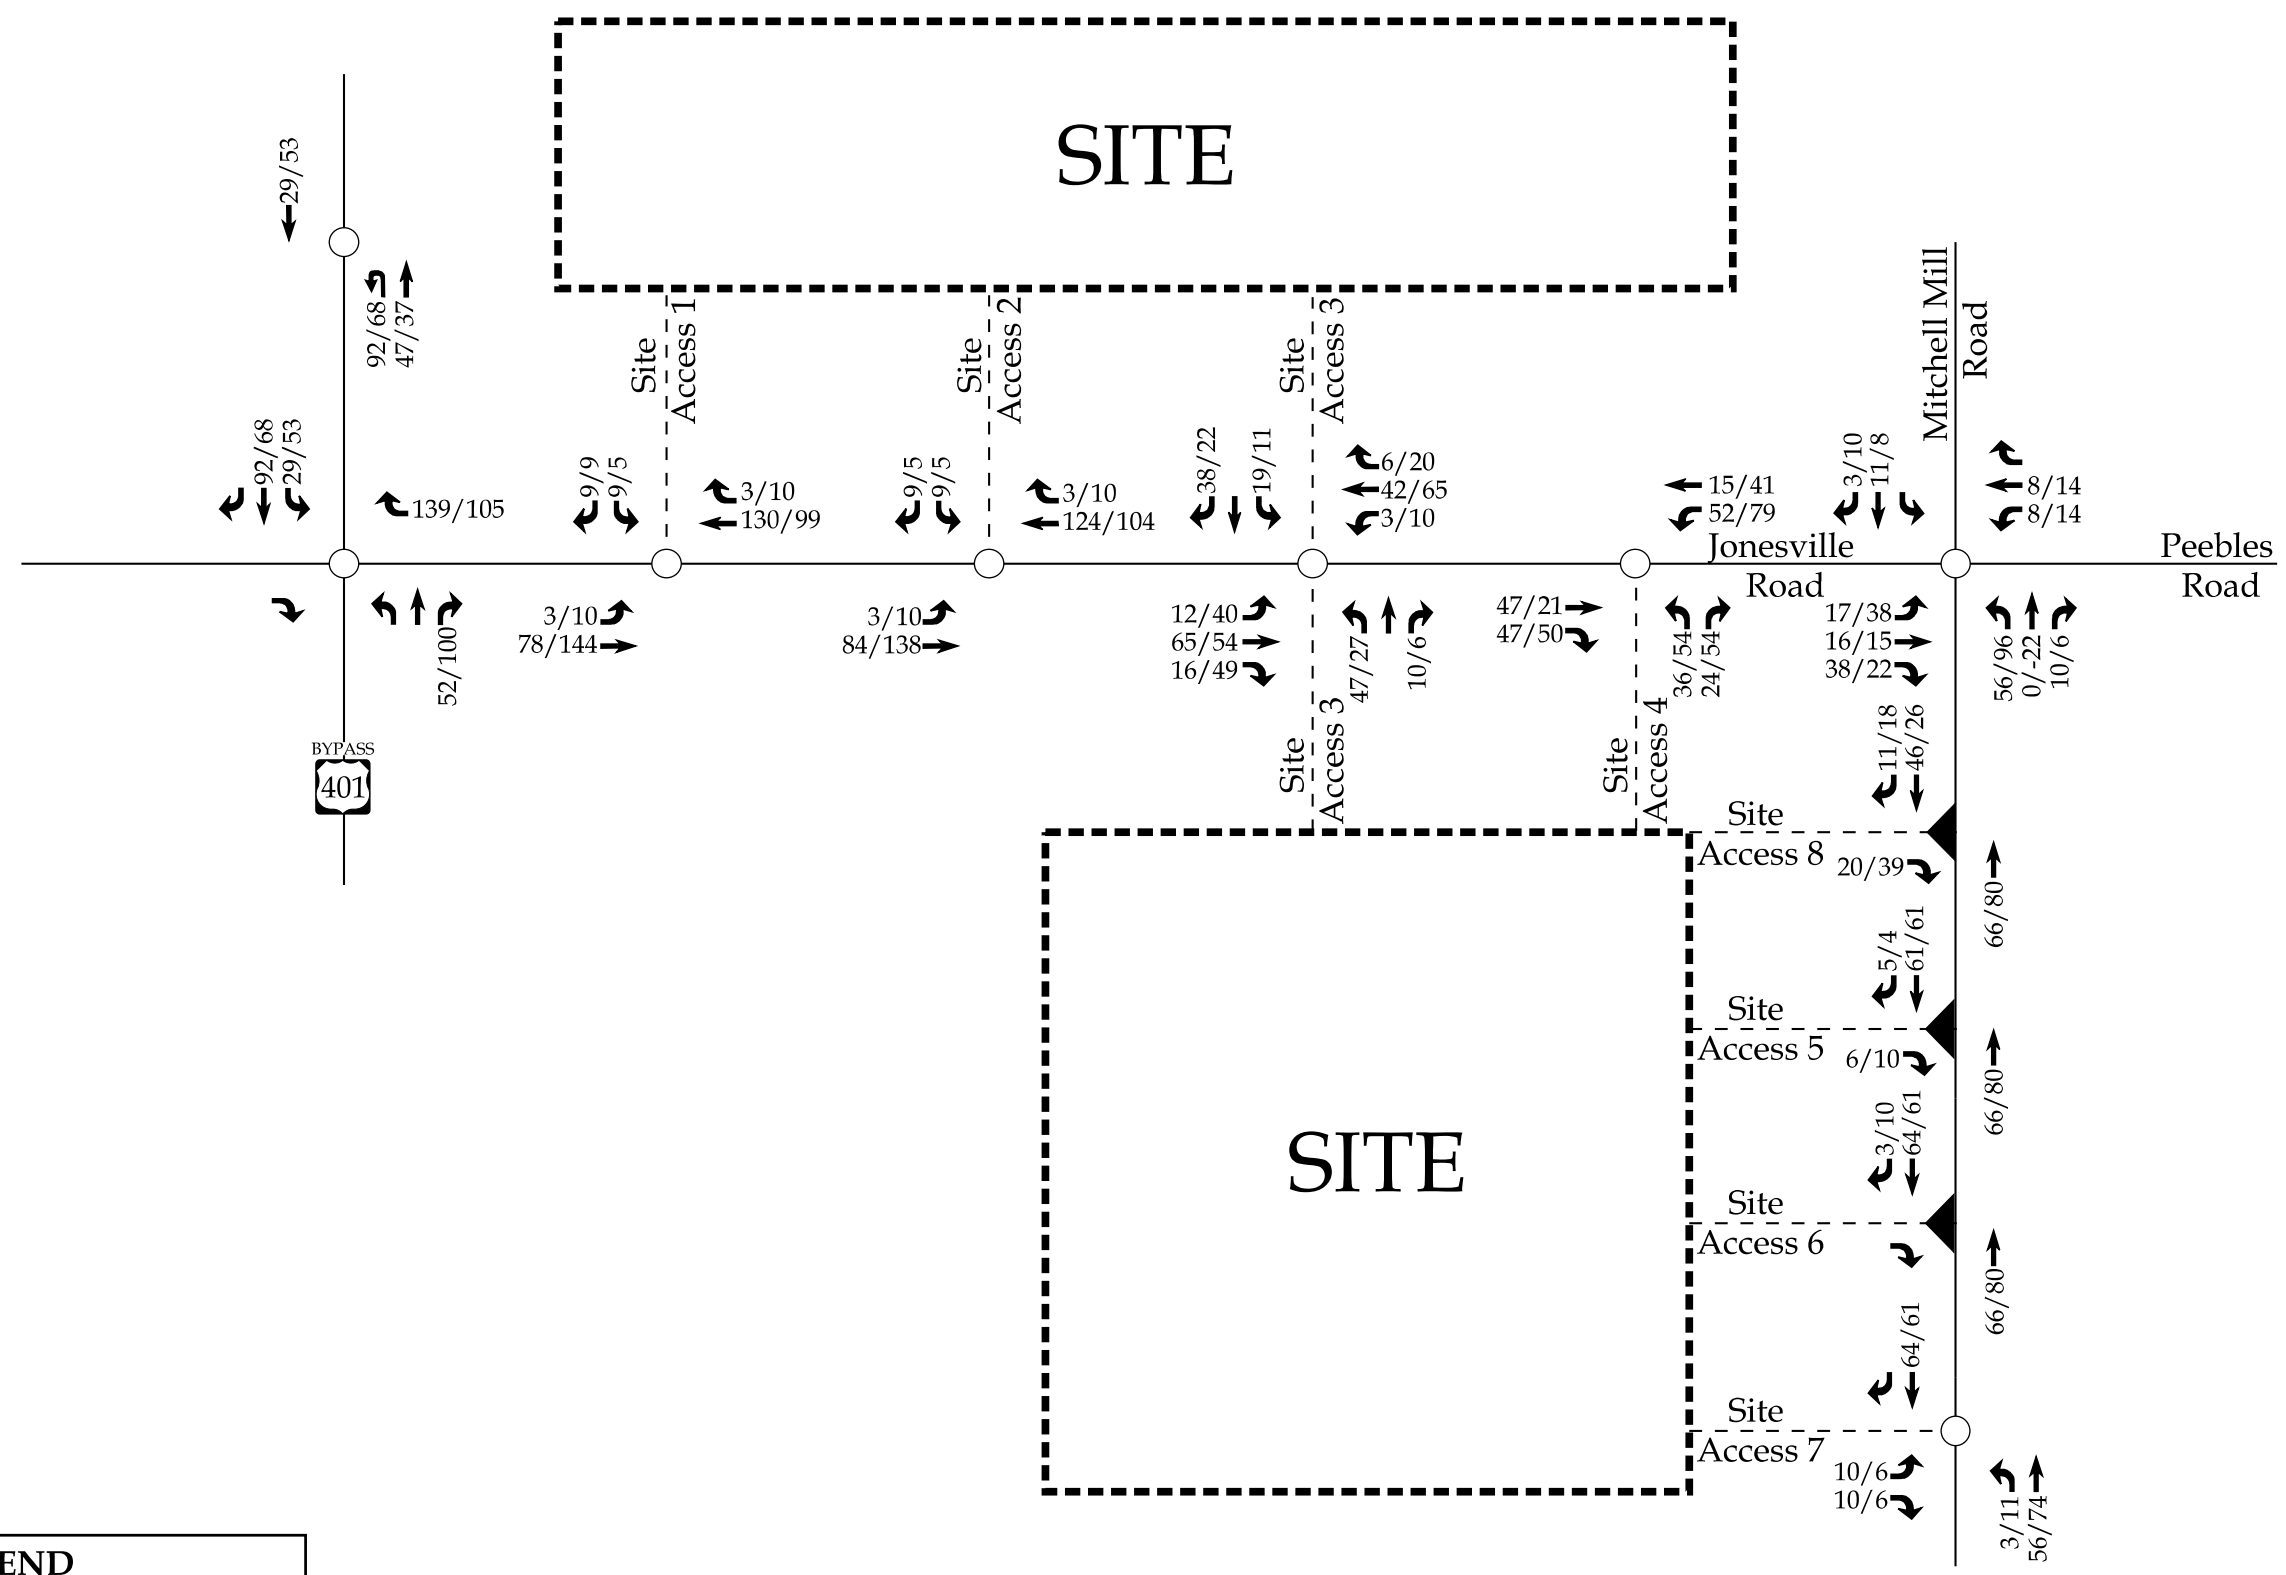 SITE
29/53
92/68
47/37
Site
Access 1
Site
Access 2
Site
Access 3
Mitchell Mill
Road
92/68
29/53
139/105
9/9
9/5
3/10
130/99
9/5
9/5
3/10
124/104
38/22
19/11
6/20
42/65
3/10
15/41
52/79
3/10
11/8
8/14
8/14
Jonesville
Road
Peebles
Road
52/100
3/10
78/144
3/10
84/138
12/40
65/54
16/49
47/27
10/6
47/21
47/50
36/54
24/54
17/38
16/15
38/22
56/96
0/-22
10/6
BYPASS
401
Site
Access 3
Site
Access 4
11/18
46/26
Site
Access 8
20/39
66/80
5/4
61/61
Site
Access 5
6/10
66/80
3/10
64/61
SITE
Site
Access 6
66/80
64/61
Site
Access 7
10/6
10/6
3/11
56/74
END